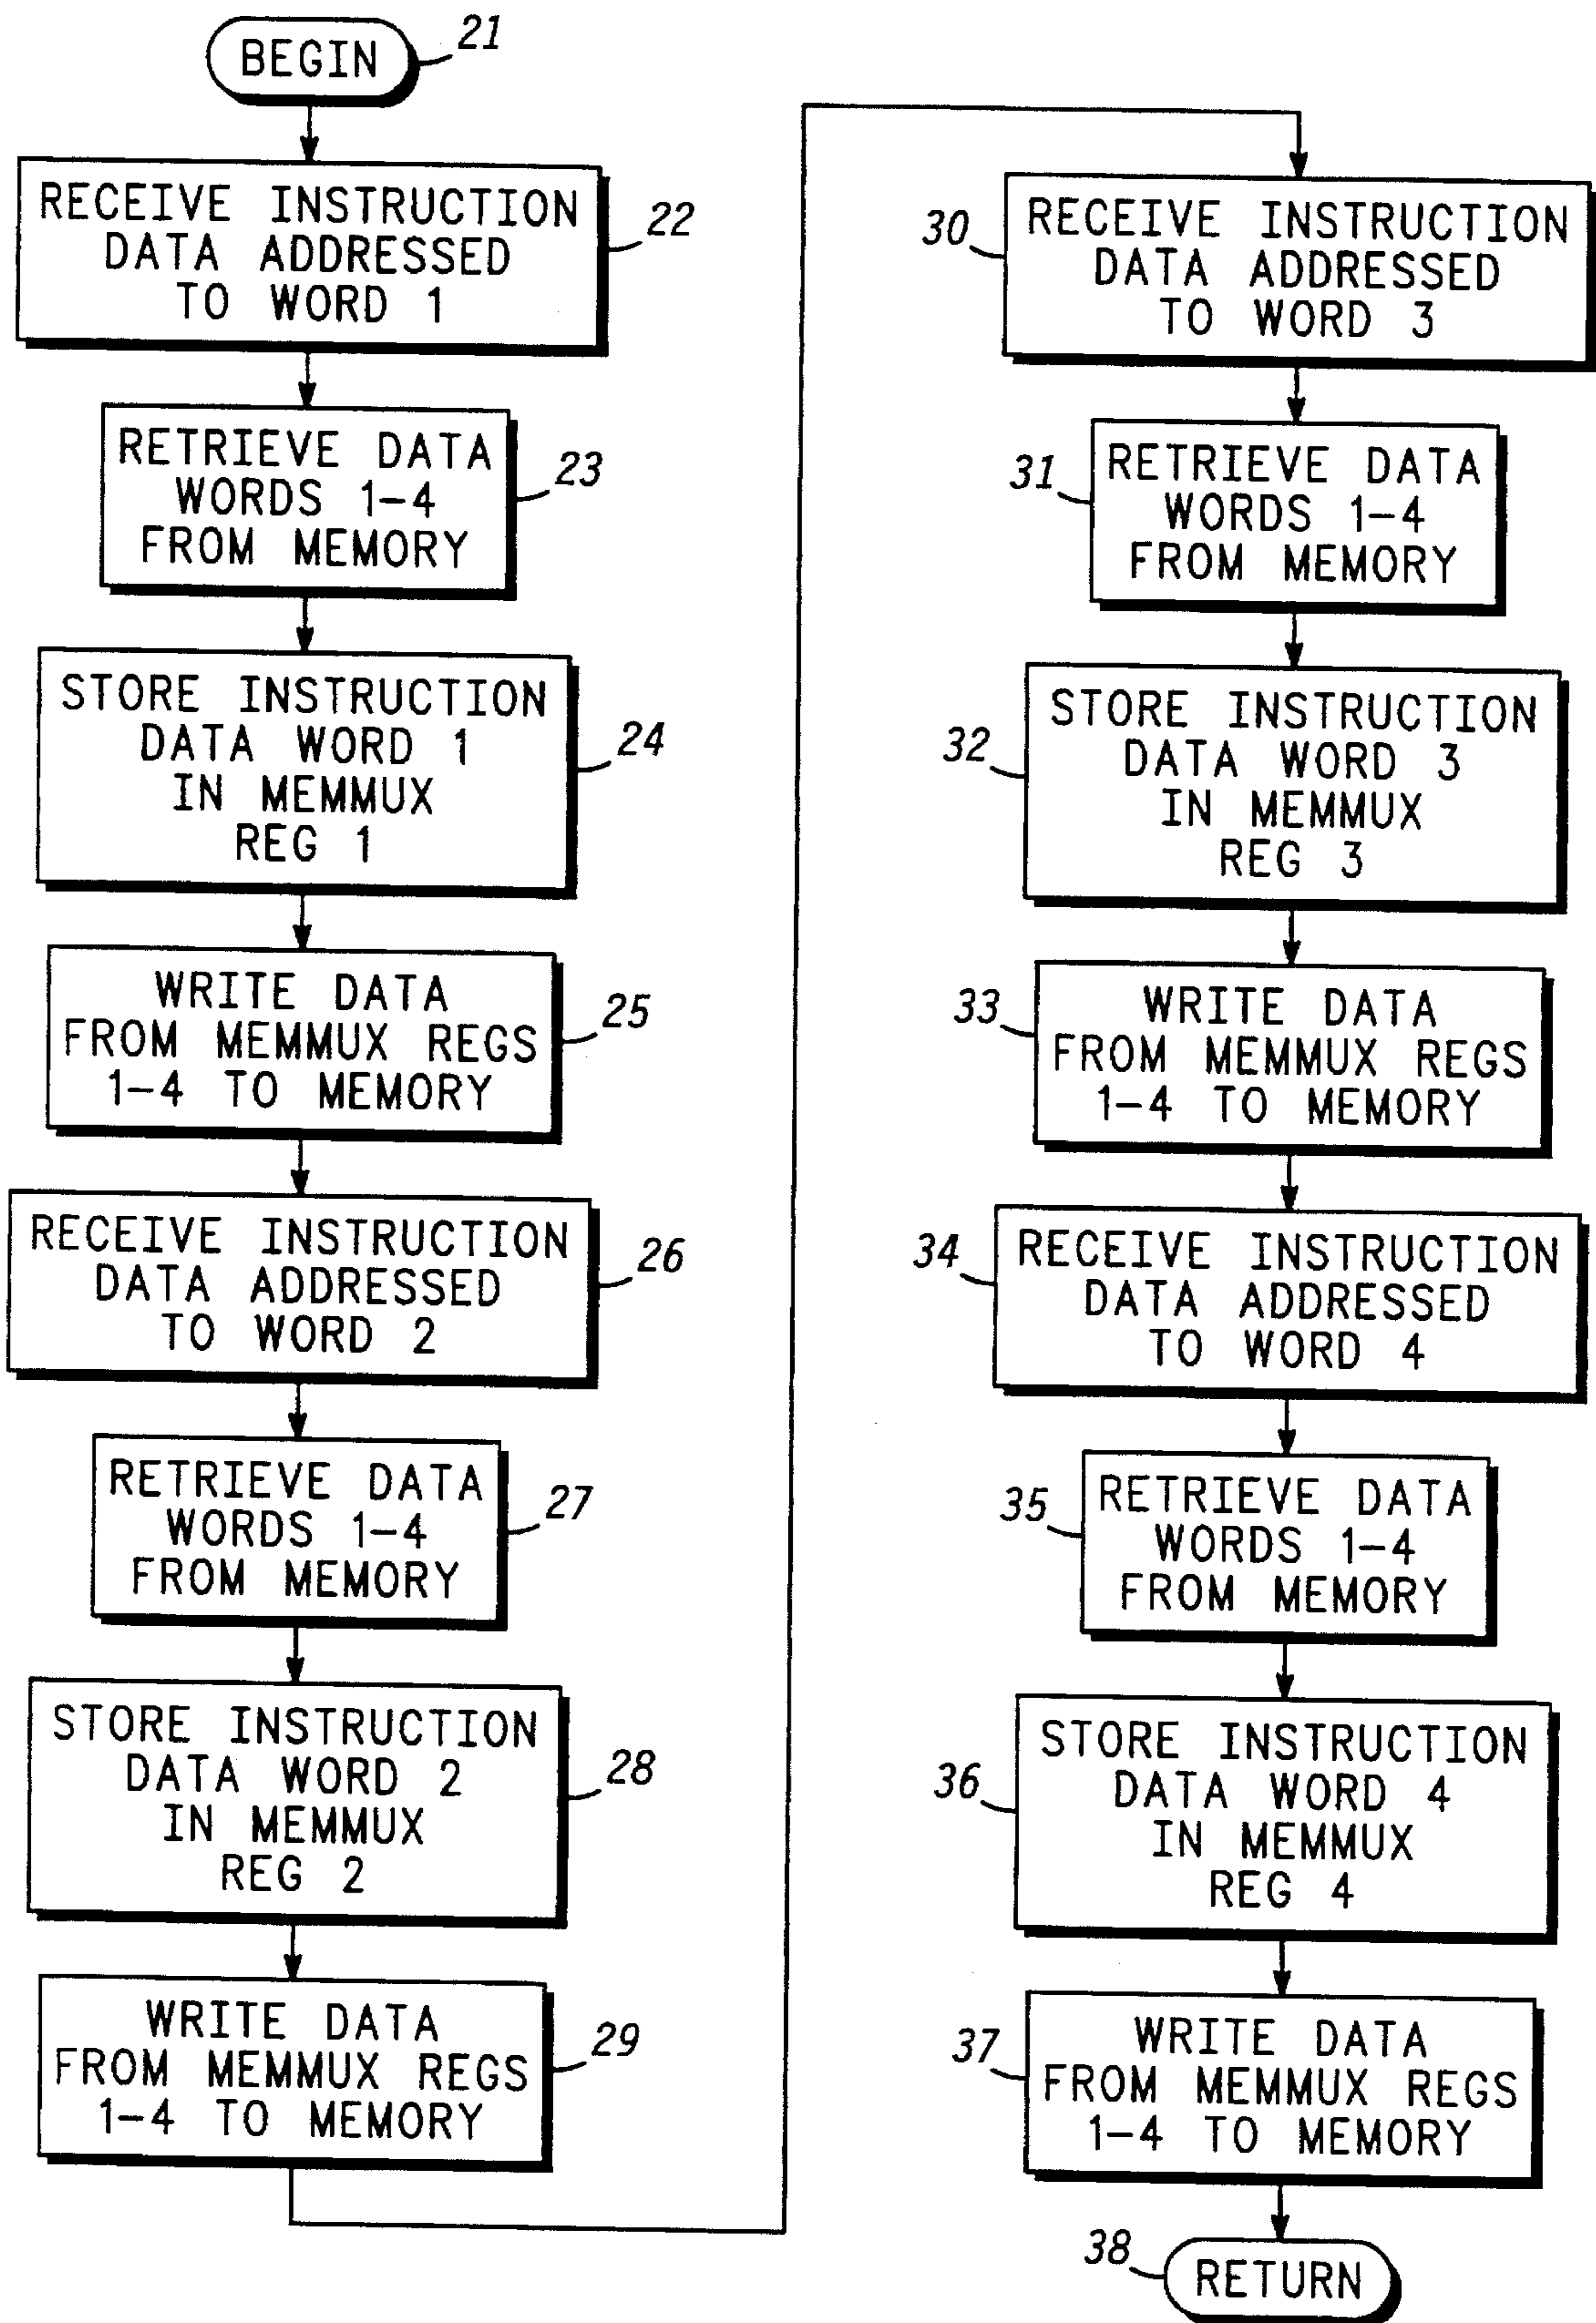 BEGIN
21
RECEIVE INSTRUCTION
DATA ADDRESSED
TO WORD 1
22
RETRIEVE DATA
WORDS 1-4
FROM MEMORY
23
STORE INSTRUCTION
DATA WORD 1
IN MEMMUX
REG 1
24
WRITE DATA
FROM MEMMUX REGS
1-4 TO MEMORY
25
RECEIVE INSTRUCTION
DATA ADDRESSED
TO WORD 2
26
RETRIEVE DATA
WORDS 1-4
FROM MEMORY
27
STORE INSTRUCTION
DATA WORD 2
IN MEMMUX
REG 2
28
WRITE DATA
FROM MEMMUX REGS
1-4 TO MEMORY
29
30
RECEIVE INSTRUCTION
DATA ADDRESSED
TO WORD 3
31
RETRIEVE DATA
WORDS 1-4
FROM MEMORY
32
STORE INSTRUCTION
DATA WORD 3
IN MEMMUX
REG 3
33
WRITE DATA
FROM MEMMUX REGS
1-4 TO MEMORY
34
RECEIVE INSTRUCTION
DATA ADDRESSED
TO WORD 4
35
RETRIEVE DATA
WORDS 1-4
FROM MEMORY
36
STORE INSTRUCTION
DATA WORD 4
IN MEMMUX
REG 4
37
WRITE DATA
FROM MEMMUX REGS
1-4 TO MEMORY
38
RETURN